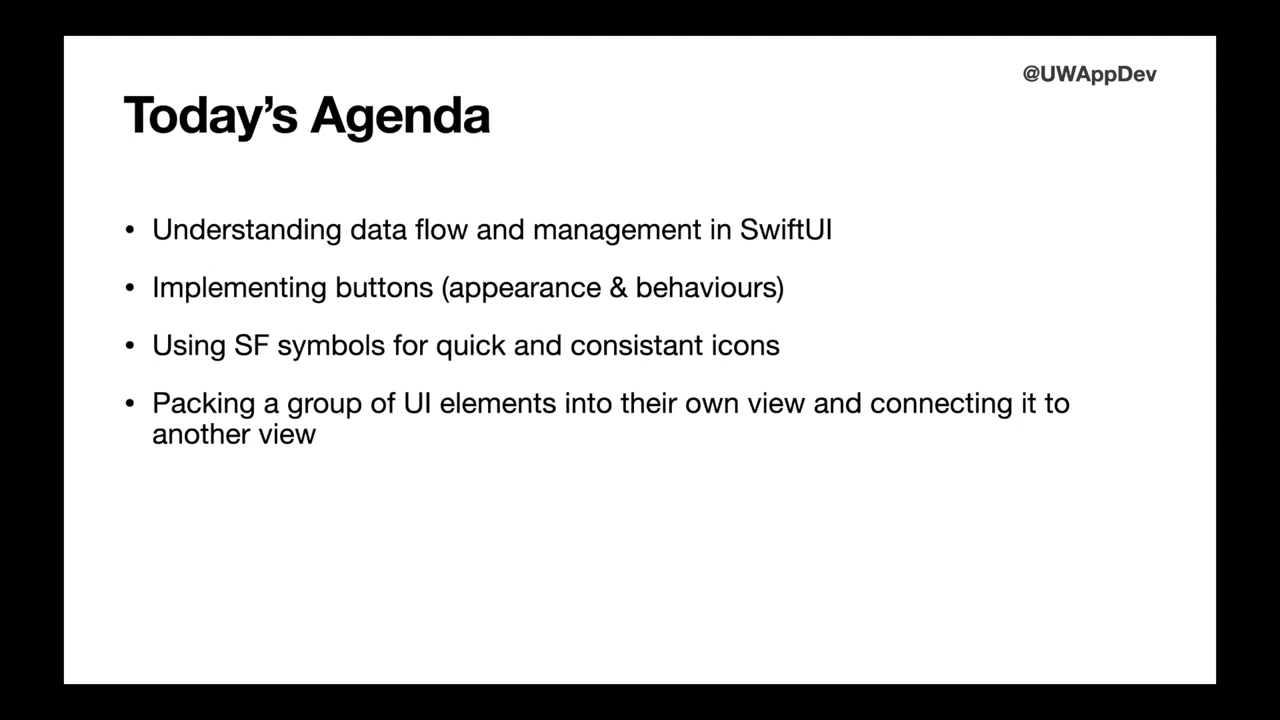 @UWAppDev
Today’s Agenda
• Understanding data flow and management in SwiftUI
• Implementing buttons (appearance & behaviours)
• Using SF symbols for quick and consistant icons
• Packing a group of UI elements into their own view and connecting it to
another view